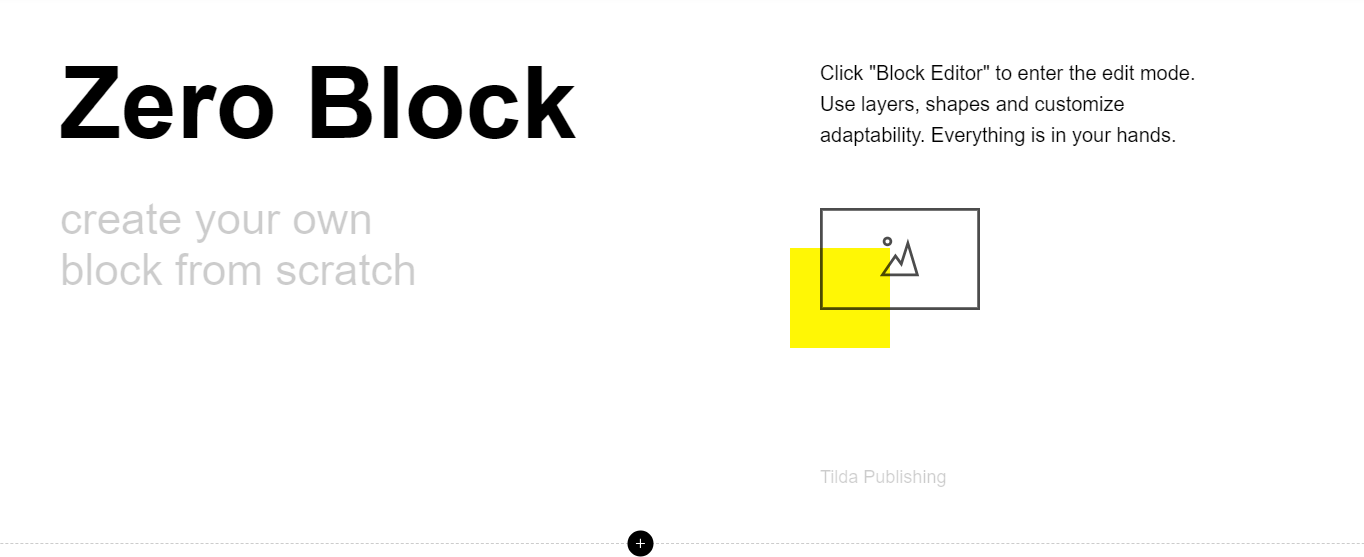 Zero Block
create your own
block from scratch
Click "Block Editor" to enter the edit mode.
Use layers, shapes and customize
adaptability. Everything is in your hands.
Tilda Publishing